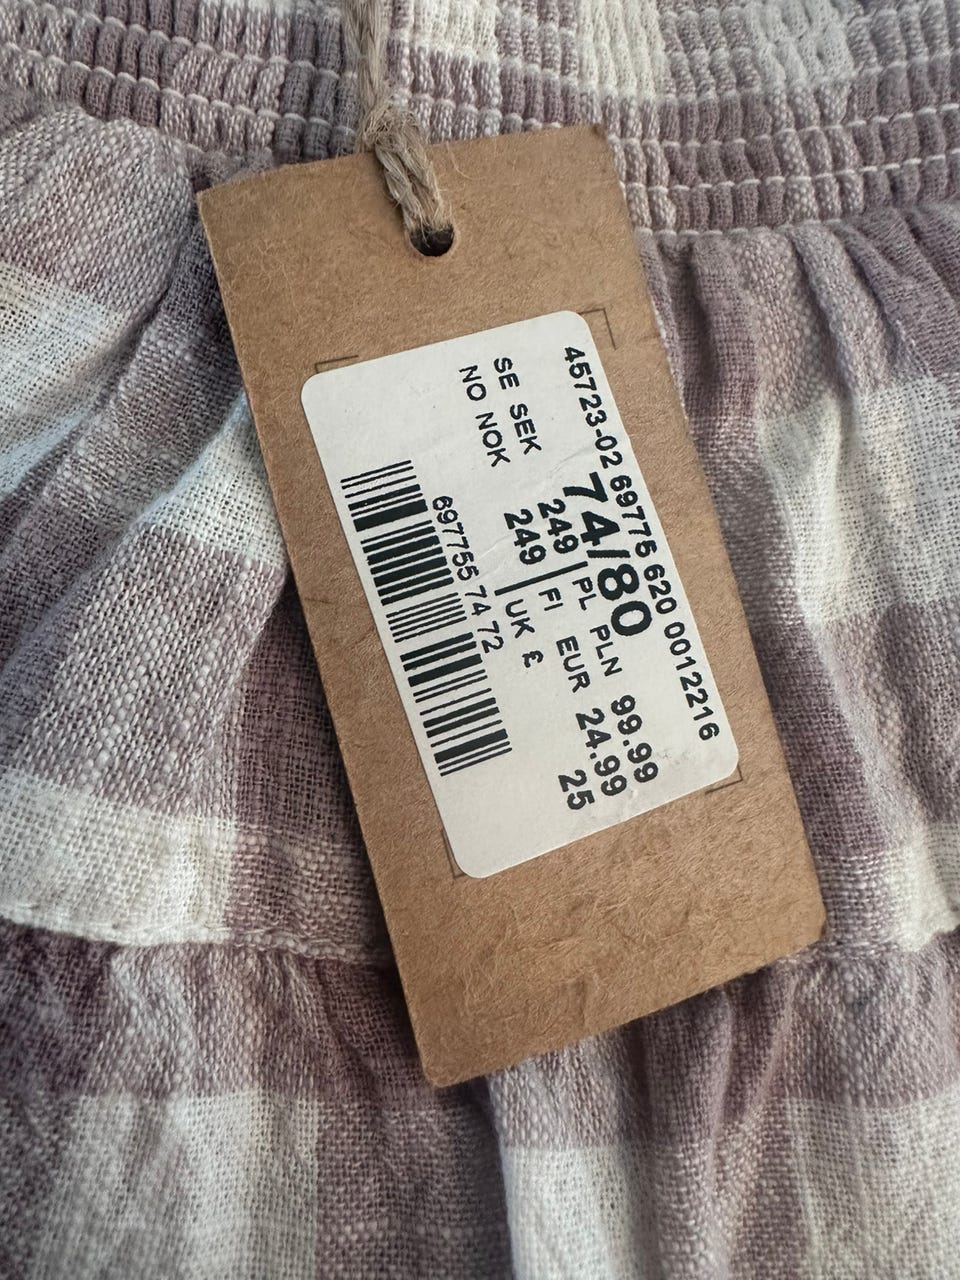 45723-02 69775 620 0012216
74/80
SE SEK 249
NO NOK 249
PL PLN 99.99
FI EUR 24.99
UK £ 25
697755 74 72